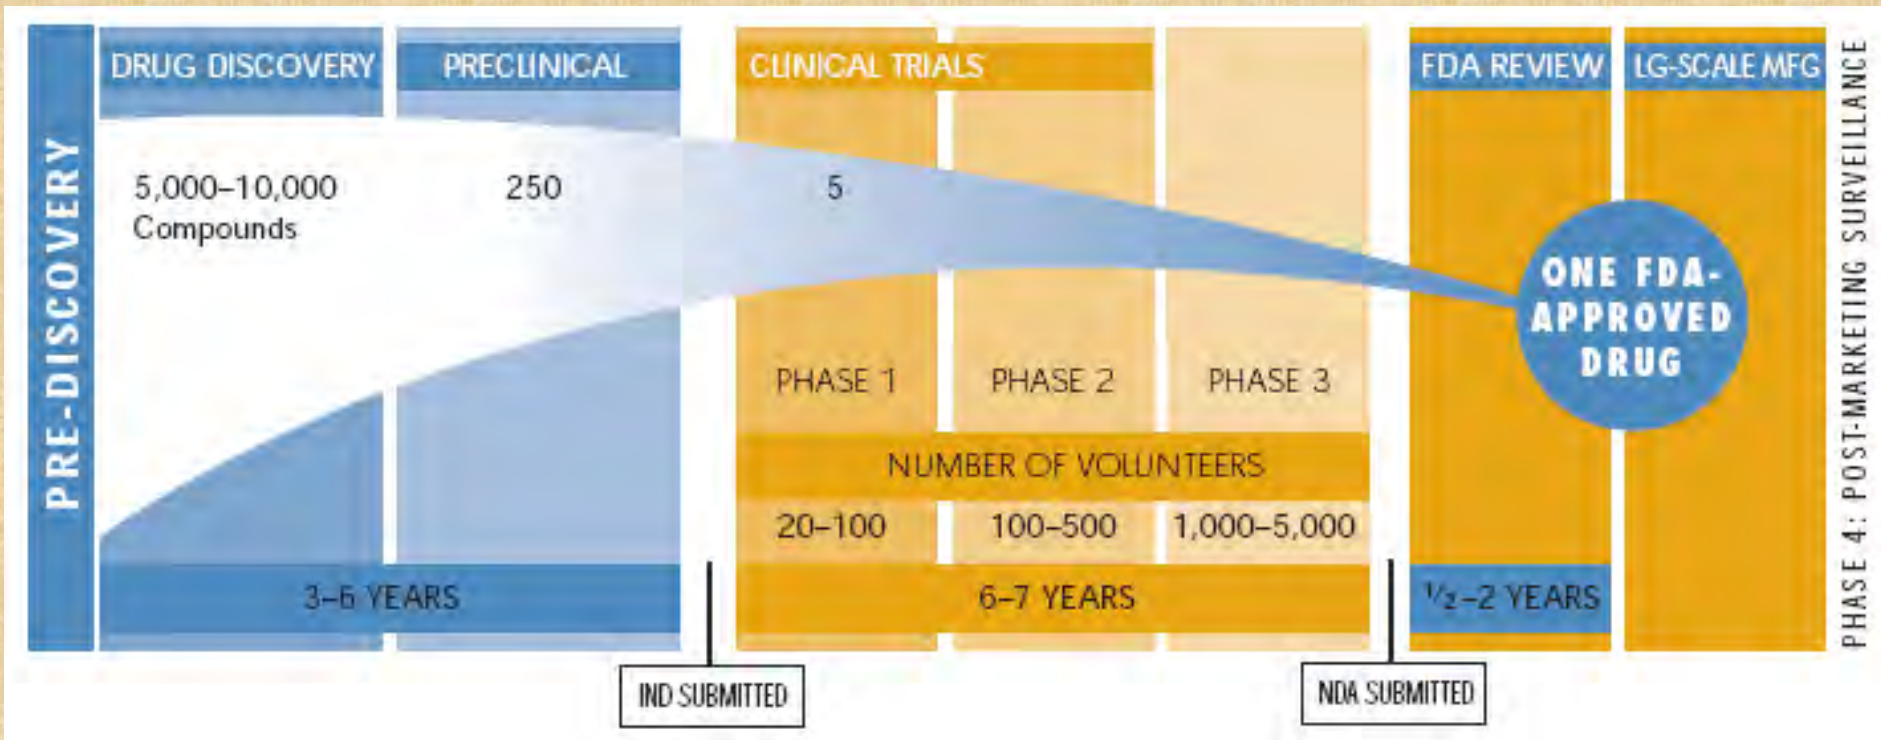 PRE-DISCOVERY
DRUG DISCOVERY
PRECLINICAL
CLINICAL TRIALS
FDA REVIEW
LG-SCALE MFG
5,000–10,000
Compounds
250
5
ONE FDA-
APPROVED
DRUG
PHASE 1
PHASE 2
PHASE 3
NUMBER OF VOLUNTEERS
20–100
100–500
1,000–5,000
3–6 YEARS
6–7 YEARS
½–2 YEARS
IND SUBMITTED
NDA SUBMITTED
PHASE 4: POST-MARKETING SURVEILLANCE